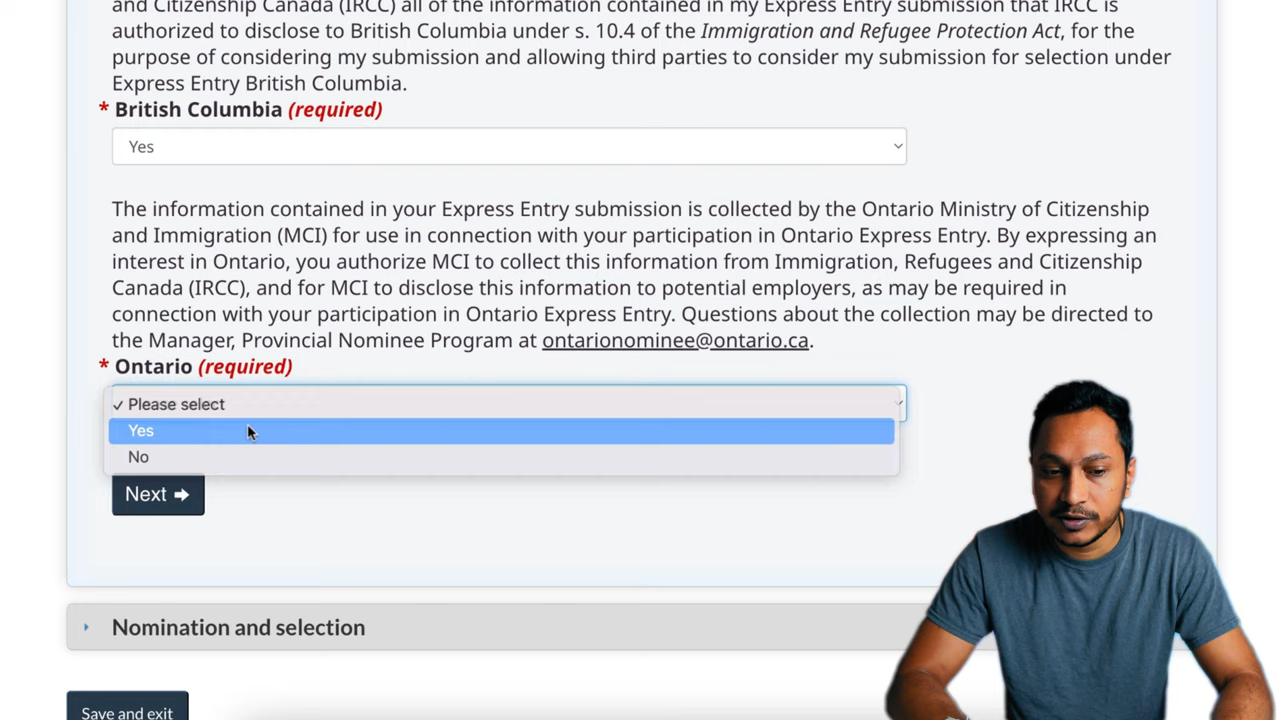 and Citizenship Canada (IRCC) all of the information contained in my Express Entry submission that IRCC is
authorized to disclose to British Columbia under s. 10.4 of the Immigration and Refugee Protection Act, for the
purpose of considering my submission and allowing third parties to consider my submission for selection under
Express Entry British Columbia.
* British Columbia (required)
Yes
The information contained in your Express Entry submission is collected by the Ontario Ministry of Citizenship
and Immigration (MCI) for use in connection with your participation in Ontario Express Entry. By expressing an
interest in Ontario, you authorize MCI to collect this information from Immigration, Refugees and Citizenship
Canada (IRCC), and for MCI to disclose this information to potential employers, as may be required in
connection with your participation in Ontario Express Entry. Questions about the collection may be directed to
the Manager, Provincial Nominee Program at ontarionominee@ontario.ca.
* Ontario (required)
✓ Please select
Yes
No
Next
Nomination and selection
Save and exit